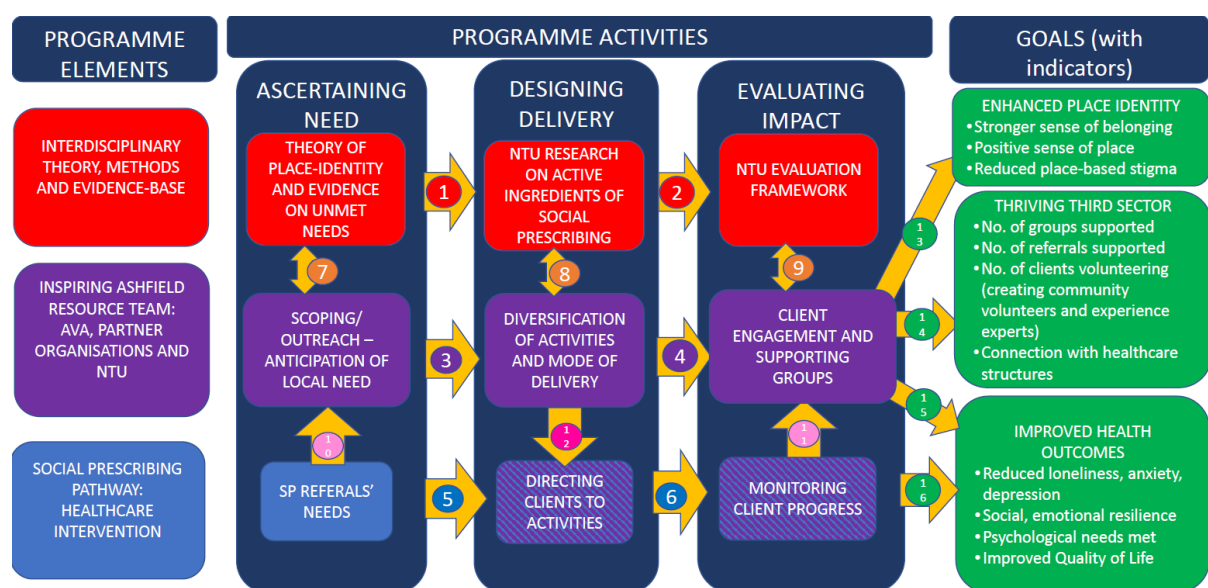 PROGRAMME
ELEMENTS
PROGRAMME ACTIVITIES
GOALS (with
indicators)
ASCERTAINING
NEED
DESIGNING
DELIVERY
EVALUATING
IMPACT
INTERDISCIPLINARY
THEORY, METHODS
AND EVIDENCE-BASE
THEORY OF
PLACE-IDENTITY
AND EVIDENCE
ON UNMET
NEEDS
1
NTU RESEARCH
ON ACTIVE
INGREDIENTS OF
SOCIAL
PRESCRIBING
2
NTU EVALUATION
FRAMEWORK
ENHANCED PLACE IDENTITY
•Stronger sense of belonging
•Positive sense of place
•Reduced place-based stigma
13
7
8
9
THRIVING THIRD SECTOR
•No. of groups supported
•No. of referrals supported
•No. of clients volunteering
(creating community
volunteers and experience
experts)
•Connection with healthcare
structures
INSPIRING ASHFIELD
RESOURCE TEAM:
AVA, PARTNER
ORGANISATIONS AND
NTU
SCOPING/
OUTREACH –
ANTICIPATION OF
LOCAL NEED
3
DIVERSIFICATION
OF ACTIVITIES
AND MODE OF
DELIVERY
4
CLIENT
ENGAGEMENT AND
SUPPORTING
GROUPS
14
15
10
12
11
SOCIAL PRESCRIBING
PATHWAY:
HEALTHCARE
INTERVENTION
SP REFERALS'
NEEDS
5
DIRECTING
CLIENTS TO
ACTIVITIES
6
MONITORING
CLIENT PROGRESS
16
IMPROVED HEALTH
OUTCOMES
•Reduced loneliness, anxiety,
depression
•Social, emotional resilience
•Psychological needs met
•Improved Quality of Life